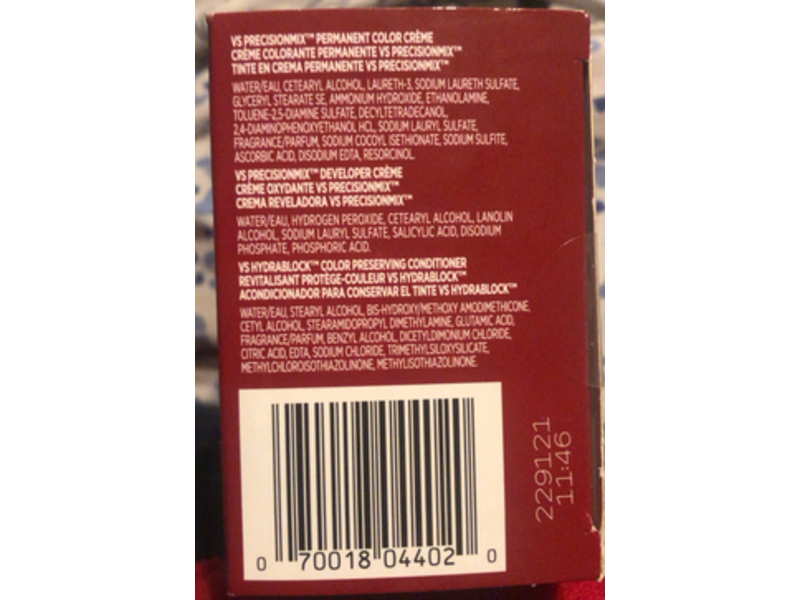 VS PRECISIONMIX™ PERMANENT COLOR CRÈME
CRÈME COLORANTE PERMANENTE VS PRECISIONMIX™
TINTE EN CREMA PERMANENTE VS PRECISIONMIX™
WATER/EAU, CETEARYL ALCOHOL, LAURETH-3, SODIUM LAURETH SULFATE,
GLYCERYL STEARATE SE, AMMONIUM HYDROXIDE, ETHANOLAMINE,
TOLUENE-2,5-DIAMINE SULFATE, DECYLTETRADECANOL,
2,4-DIAMINOPHENOXYETHANOL HCL, SODIUM LAURYL SULFATE,
FRAGRANCE/PARFUM, SODIUM COCOYL ISETHIONATE, SODIUM SULFITE,
ASCORBIC ACID, DISODIUM EDTA, RESORCINOL.
VS PRECISIONMIX™ DEVELOPER CRÈME
CRÈME OXYDANTE VS PRECISIONMIX™
CREMA REVELADORA VS PRECISIONMIX™
WATER/EAU, HYDROGEN PEROXIDE, CETEARYL ALCOHOL, LANOLIN
ALCOHOL, SODIUM LAURYL SULFATE, SALICYLIC ACID, DISODIUM
PHOSPHATE, PHOSPHORIC ACID.
VS HYDRABLOCK™ COLOR PRESERVING CONDITIONER
REVITALISANT PROTÈGE-COULEUR VS HYDRABLOCK™
ACONDICIONADOR PARA CONSERVAR EL TINTE VS HYDRABLOCK™
WATER/EAU, STEARYL ALCOHOL, BIS-HYDROXY/METHOXY AMODIMETHICONE,
CETYL ALCOHOL, STEARAMIDOPROPYL DIMETHYLAMINE, GLUTAMIC ACID,
FRAGRANCE/PARFUM, BENZYL ALCOHOL, DICETYLDIMONIUM CHLORIDE,
CITRIC ACID, EDTA, SODIUM CHLORIDE, TRIMETHYLSILOXYSILICATE,
METHYLCHLOROISOTHIAZOLINONE, METHYLISOTHIAZOLINONE.
0 70018 04402 0
229121
11:46